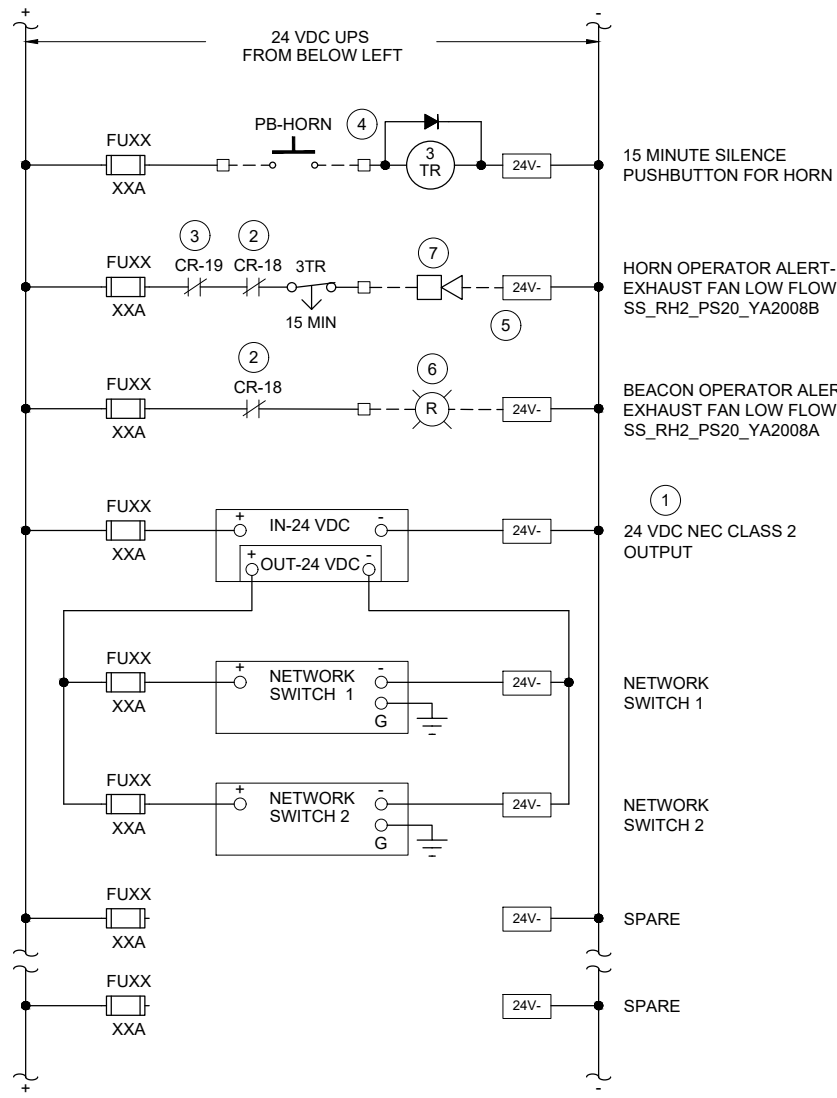 + -
24 VDC UPS
FROM BELOW LEFT
PB-HORN 4
FUXX
3
TR
24V-
XXA
15 MINUTE SILENCE
PUSHBUTTON FOR HORN
3 2
CR-19 CR-18 3TR
7
FUXX
24V-
XXA
15 MIN
5
HORN OPERATOR ALERT-
EXHAUST FAN LOW FLOW
SS_RH2_PS20_YA2008B
2
CR-18
6
FUXX
R
24V-
XXA
BEACON OPERATOR ALER
EXHAUST FAN LOW FLOW
SS_RH2_PS20_YA2008A
1
FUXX
+ IN-24 VDC -
24V-
XXA
24 VDC NEC CLASS 2
OUTPUT
+ OUT-24 VDC -
FUXX
+ NETWORK -
SWITCH 1
G
24V-
XXA
NETWORK
SWITCH 1
FUXX
+ NETWORK -
SWITCH 2
G
24V-
XXA
NETWORK
SWITCH 2
FUXX
24V-
XXA
SPARE
FUXX
24V-
XXA
SPARE
+ -